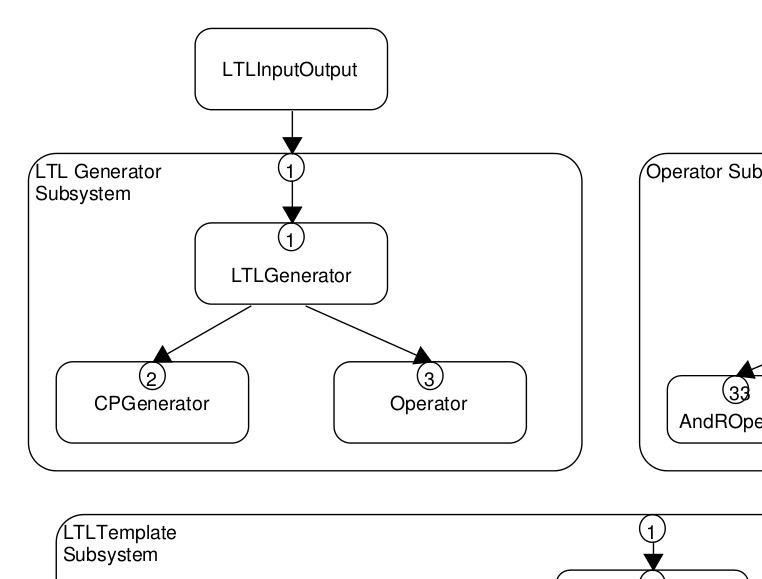 LTLInputOutput
LTL Generator
Subsystem
1
1
LTLGenerator
2
CPGenerator
3
Operator
Operator Sub
33
AndROpe
LTLTemplate
Subsystem
1